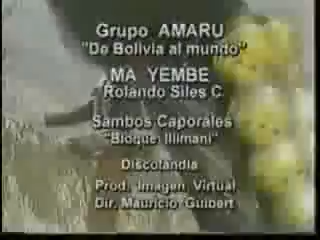 Grupo AMARU
"De Bolivia al mundo"
MA YEMBE
Rolando Siles C.
Sambos Caporales
"Bloque Illimani"
Discolandia
Prod. Imagen Virtual
Dir. Mauricio Guibert